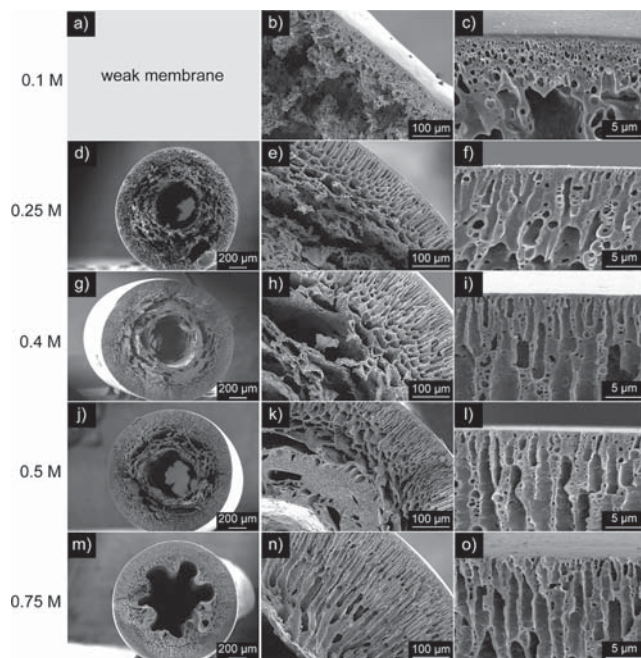 a)
weak membrane
b)
100 µm
c)
5 µm
0.1 M
d)
200 µm
e)
100 µm
f)
5 µm
0.25 M
g)
200 µm
h)
100 µm
i)
5 µm
0.4 M
j)
200 µm
k)
100 µm
l)
5 µm
0.5 M
m)
200 µm
n)
100 µm
o)
5 µm
0.75 M